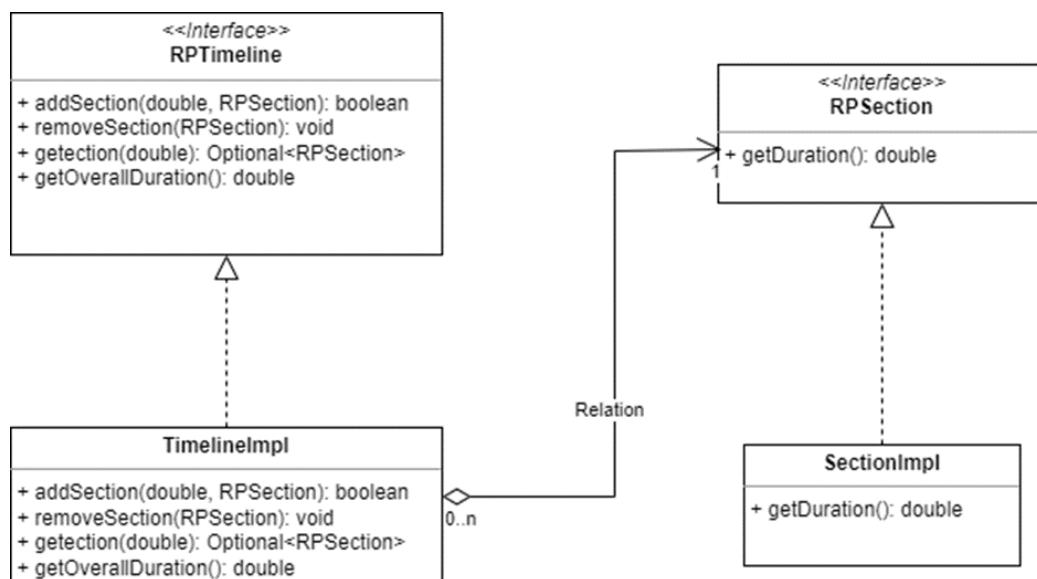 <<Interface>>
RPTimeline
+ addSection(double, RPSection): boolean
+ removeSection(RPSection): void
+ getection(double): Optional<RPSection>
+ getOverallDuration(): double
<<Interface>>
RPSection
+ getDuration(): double
1
Relation
TimelineImpl
+ addSection(double, RPSection): boolean
+ removeSection(RPSection): void
+ getection(double): Optional<RPSection>
+ getOverallDuration(): double
0..n
SectionImpl
+ getDuration(): double